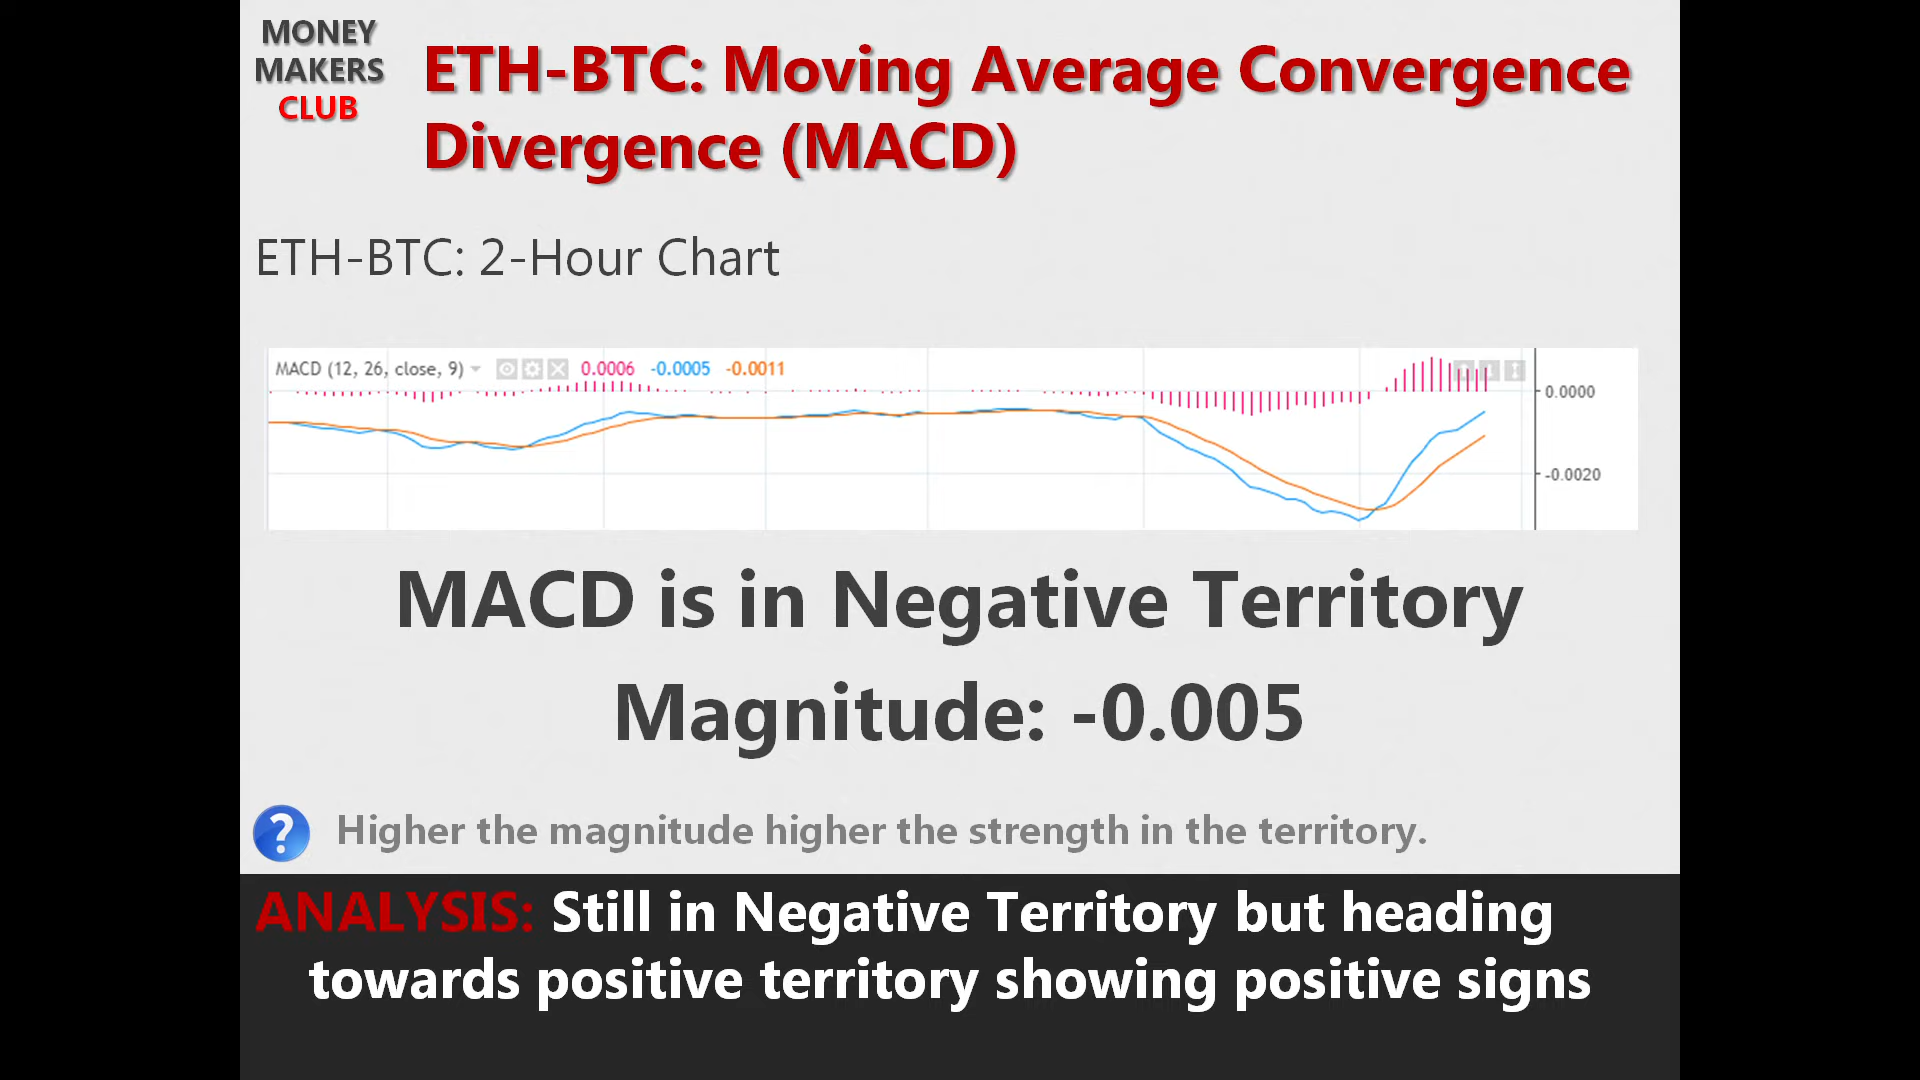 MONEY
MAKERS
CLUB
ETH-BTC: Moving Average Convergence
Divergence (MACD)
ETH-BTC: 2-Hour Chart
MACD (12, 26, close, 9) 0.0006 -0.0005 -0.0011
0.0000
-0.0020
MACD is in Negative Territory
Magnitude: -0.005
? Higher the magnitude higher the strength in the territory.
ANALYSIS: Still in Negative Territory but heading
towards positive territory showing positive signs